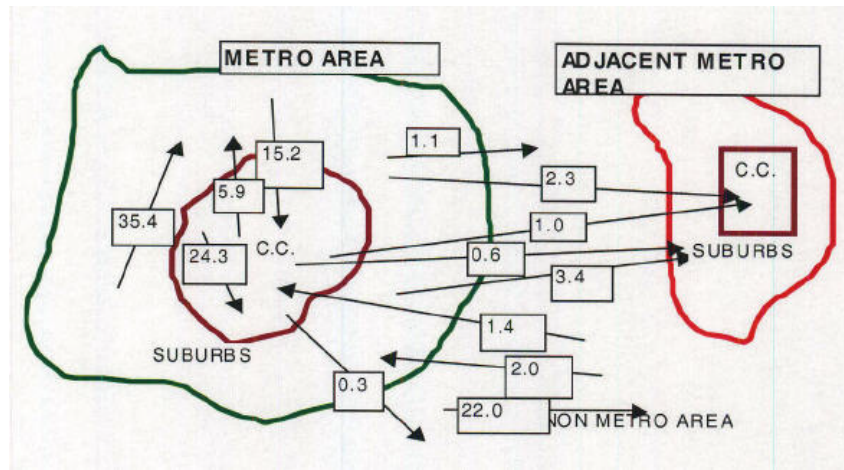 METRO AREA
ADJACENT METRO
AREA
1.1
15.2
2.3
C.C.
5.9
35.4
1.0
24.3
C.C.
0.6
SUBURBS
3.4
1.4
SUBURBS
2.0
0.3
22.0
NON METRO AREA